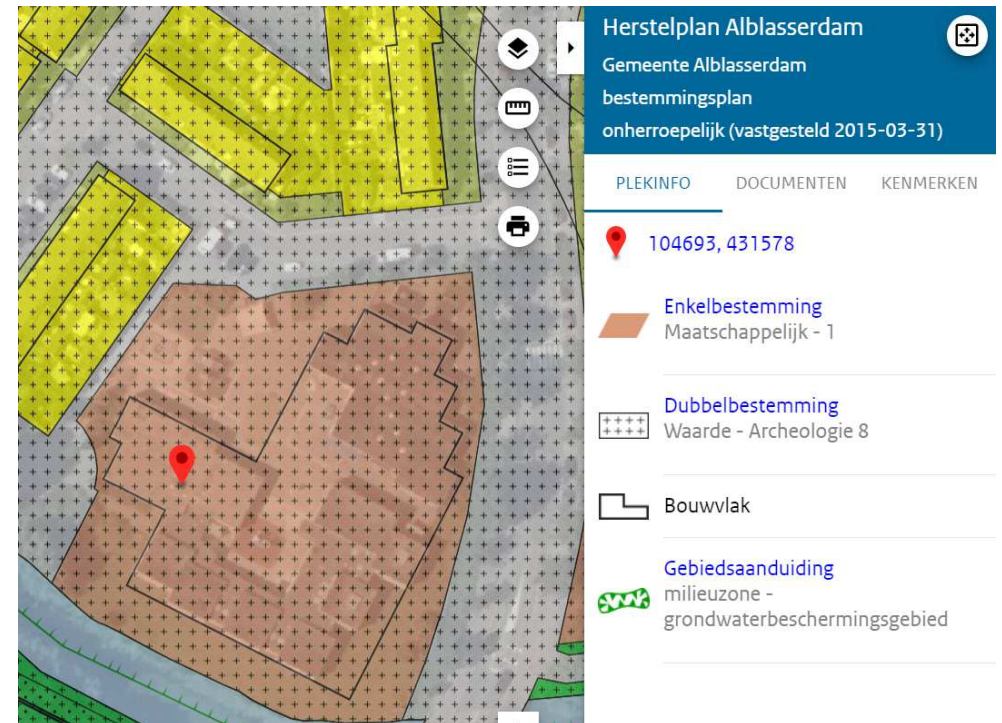 Herstelplan Alblasserdam
Gemeente Alblasserdam
bestemmingsplan
onherroepelijk (vastgesteld 2015-03-31)
PLEKINFO DOCUMENTEN KENMERKEN
104693, 431578
Enkelbestemming
Maatschappelijk - 1
Dubbelbestemming
Waarde - Archeologie 8
Bouwvlak
Gebiedsaanduiding
milieuzone -
grondwaterbeschermingsgebied